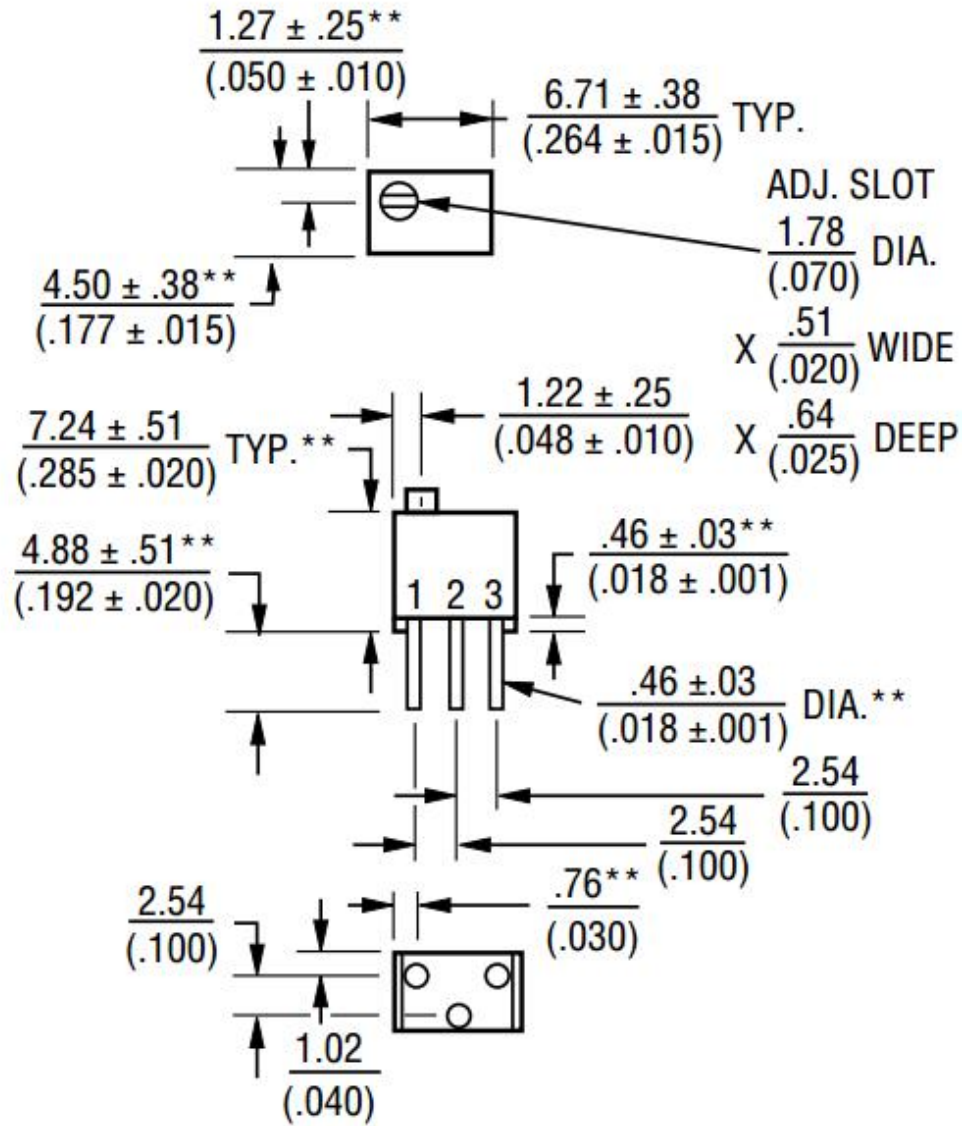 1.27 ± .25**
(.050 ± .010)
6.71 ± .38
(.264 ± .015)
TYP.
ADJ. SLOT
1.78
(.070)
DIA.
4.50 ± .38**
(.177 ± .015)
X .51
(.020)
WIDE
1.22 ± .25
(.048 ± .010)
X .64
(.025)
DEEP
7.24 ± .51
(.285 ± .020)
TYP.**
4.88 ± .51**
(.192 ± .020)
.46 ± .03**
(.018 ± .001)
1 2 3
.46 ±.03
(.018 ±.001)
DIA.**
2.54
(.100)
2.54
(.100)
.76**
(.030)
2.54
(.100)
1.02
(.040)